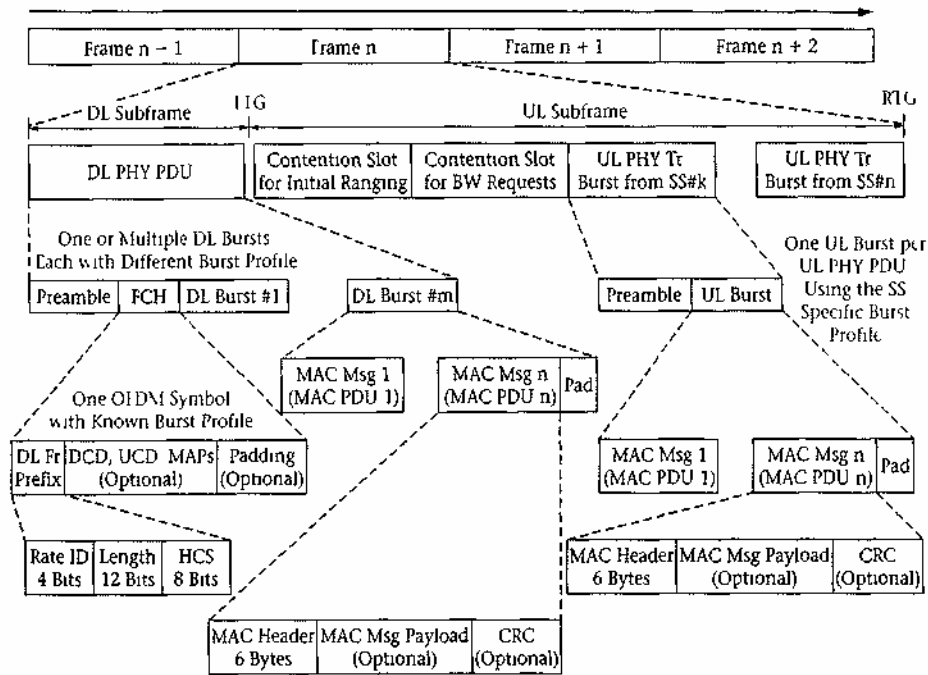 Frame n − 1
Frame n
Frame n + 1
Frame n + 2
DL Subframe
UL Subframe
RTG
DL PHY PDU
Contention Slot
for Initial Ranging
Contention Slot
for BW Requests
UL PHY Tr
Burst from SS#k
UL PHY Tr
Burst from SS#n
One or Multiple DL Bursts
Each with Different Burst Profile
Preamble
FCH
DL Burst #1
DL Burst #m
Preamble
UL Burst
One UL Burst per
UL PHY PDU
Using the SS
Specific Burst
Profile
MAC Msg 1
(MAC PDU 1)
MAC Msg n
(MAC PDU n)
Pad
One OFDM Symbol
with Known Burst Profile
DL Fr
Prefix
DCD, UCD MAPs
(Optional)
Padding
(Optional)
MAC Msg 1
(MAC PDU 1)
MAC Msg n
(MAC PDU n)
Pad
Rate ID
4 Bits
Length
12 Bits
HCS
8 Bits
MAC Header
6 Bytes
MAC Msg Payload
(Optional)
CRC
(Optional)
MAC Header
6 Bytes
MAC Msg Payload
(Optional)
CRC
(Optional)